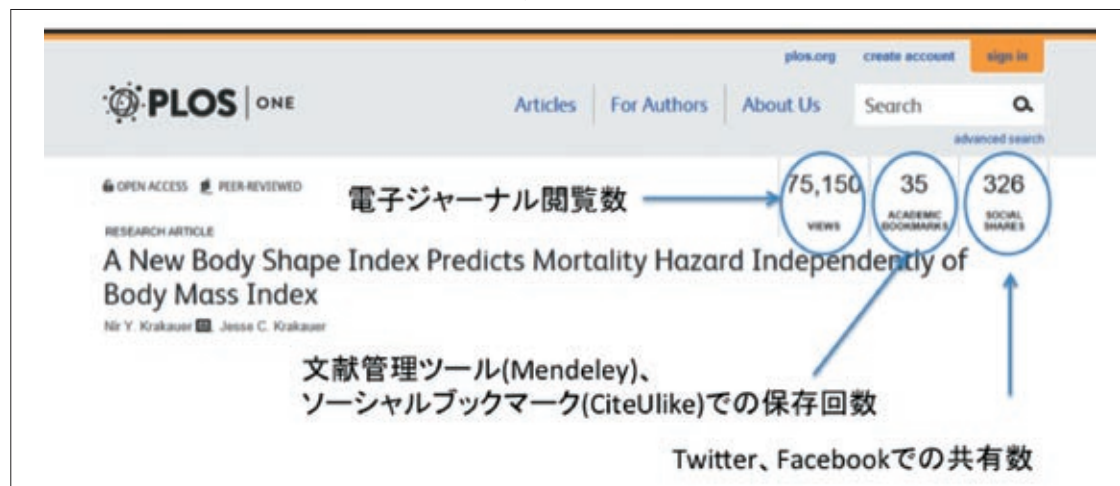 plos.org create account sign in
PLOS ONE
Articles For Authors About Us Search
advanced search
OPEN ACCESS PEER-REVIEWED
電子ジャーナル閲覧数
75,150 35 326
VIEWS ACADEMIC BOOKMARKS SOCIAL SHARES
RESEARCH ARTICLE
A New Body Shape Index Predicts Mortality Hazard Independently of
Body Mass Index
Nir Y. Krakauer , Jesse C. Krakauer
文献管理ツール(Mendeley)、
ソーシャルブックマーク(CiteUlike)での保存回数
Twitter、Facebookでの共有数